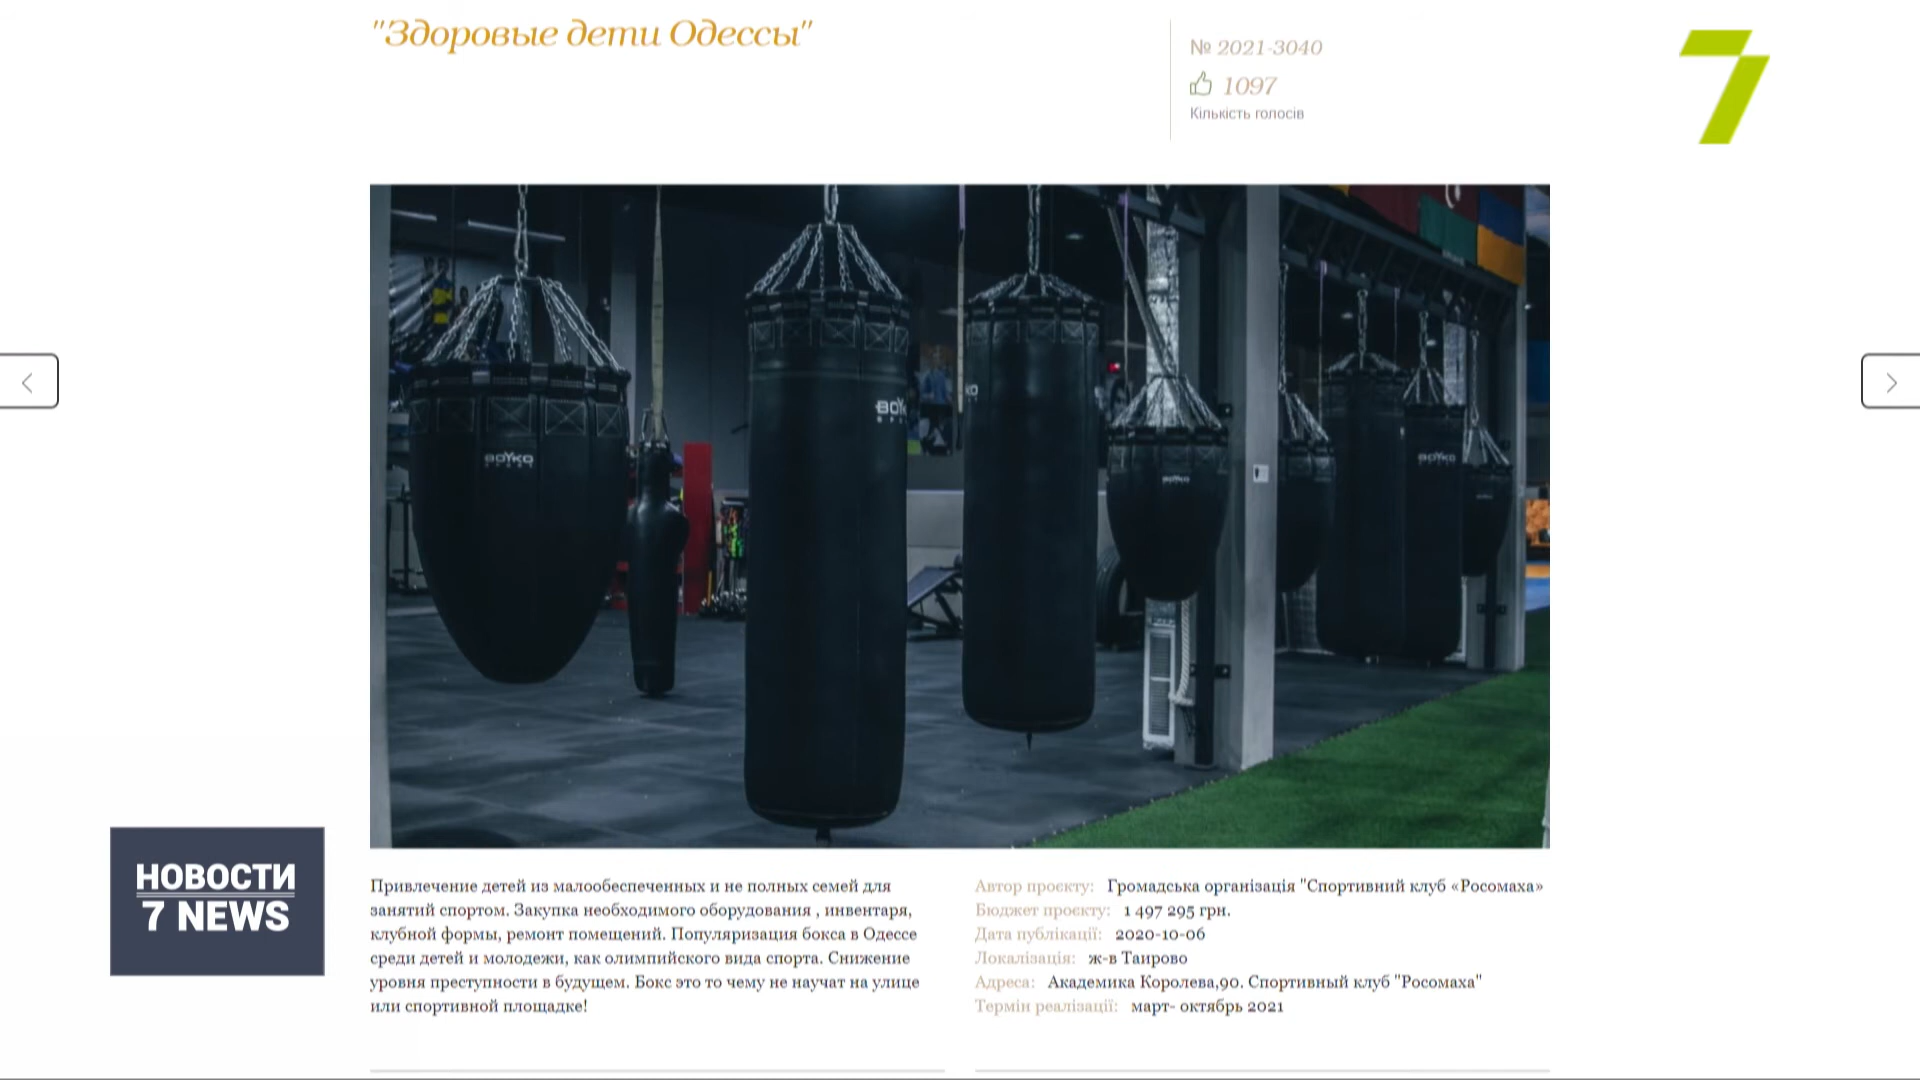 "Здоровые дети Одессы"
№ 2021-3040
1097
Кількість голосів
7
BOYKO
BOYKO
BOYKO
НОВОСТИ
7 NEWS
Привлечение детей из малообеспеченных и не полных семей для
занятий спортом. Закупка необходимого оборудования , инвентаря,
клубной формы, ремонт помещений. Популяризация бокса в Одессе
среди детей и молодежи, как олимпийского вида спорта. Снижение
уровня преступности в будущем. Бокс это то чему не научат на улице
или спортивной площадке!
Автор проєкту: Громадська організація "Спортивний клуб «Росомаха»
Бюджет проєкту: 1 497 295 грн.
Дата публікації: 2020-10-06
Локалізація: ж-в Таирово
Адреса: Академика Королева,90. Спортивный клуб "Росомаха"
Термін реалізації: март- октябрь 2021